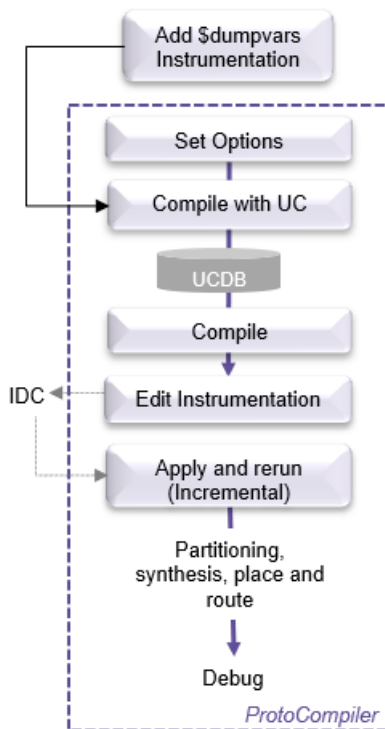 Add $dumpvars
Instrumentation
Set Options
Compile with UC
UCDB
Compile
Edit Instrumentation
IDC
Apply and rerun
(Incremental)
Partitioning,
synthesis, place and
route
Debug
ProtoCompiler